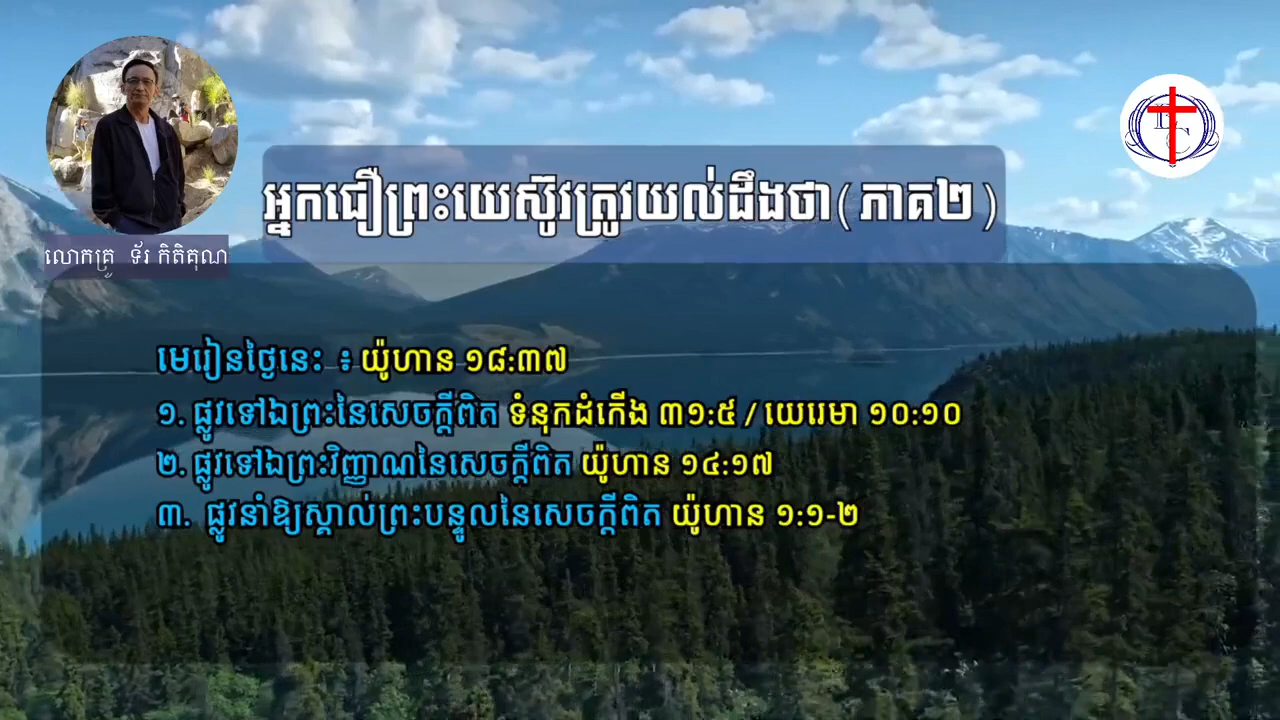 អ្នកជឿព្រះយេស៊ូវត្រូវយល់ដឹងថា(ភាគ២)
លោកគ្រូ ទ័រ កិតិគុណ
មេរៀនថ្ងៃនេះ ៖ យ៉ូហាន ១៨:៣៧
១. ផ្លូវទៅឯព្រះនៃសេចក្តីពិត ទំនុកដំកើង ៣១:៥ / យេរេមា ១០:១០
២. ផ្លូវទៅឯព្រះវិញ្ញាណនៃសេចក្តីពិត យ៉ូហាន ១៤:១៧
៣. ផ្លូវនាំឱ្យស្គាល់ព្រះបន្ទូលនៃសេចក្តីពិត យ៉ូហាន ១:១-២